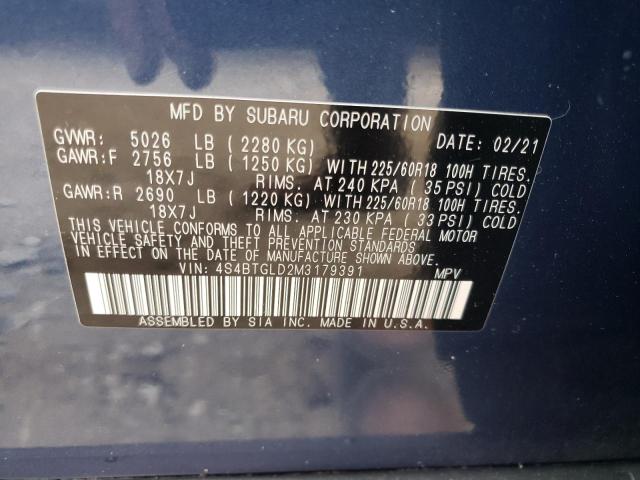 MFD BY SUBARU CORPORATION
GVWR: 5026 LB (2280 KG) DATE: 02/21
GAWR:F 2756 LB (1250 KG) WITH 225/60R18 100H TIRES.
18X7J RIMS. AT 240 KPA (35 PSI) COLD
GAWR:R 2690 LB (1220 KG) WITH 225/60R18 100H TIRES.
18X7J RIMS. AT 230 KPA (33 PSI) COLD
THIS VEHICLE CONFORMS TO ALL APPLICABLE FEDERAL MOTOR
VEHICLE SAFETY AND THEFT PREVENTION STANDARDS IN EFFECT
ON THE DATE OF MANUFACTURE SHOWN ABOVE.
VIN: 4S4BTGLD2M3179391 MPV
ASSEMBLED BY SIA INC. MADE IN U.S.A.